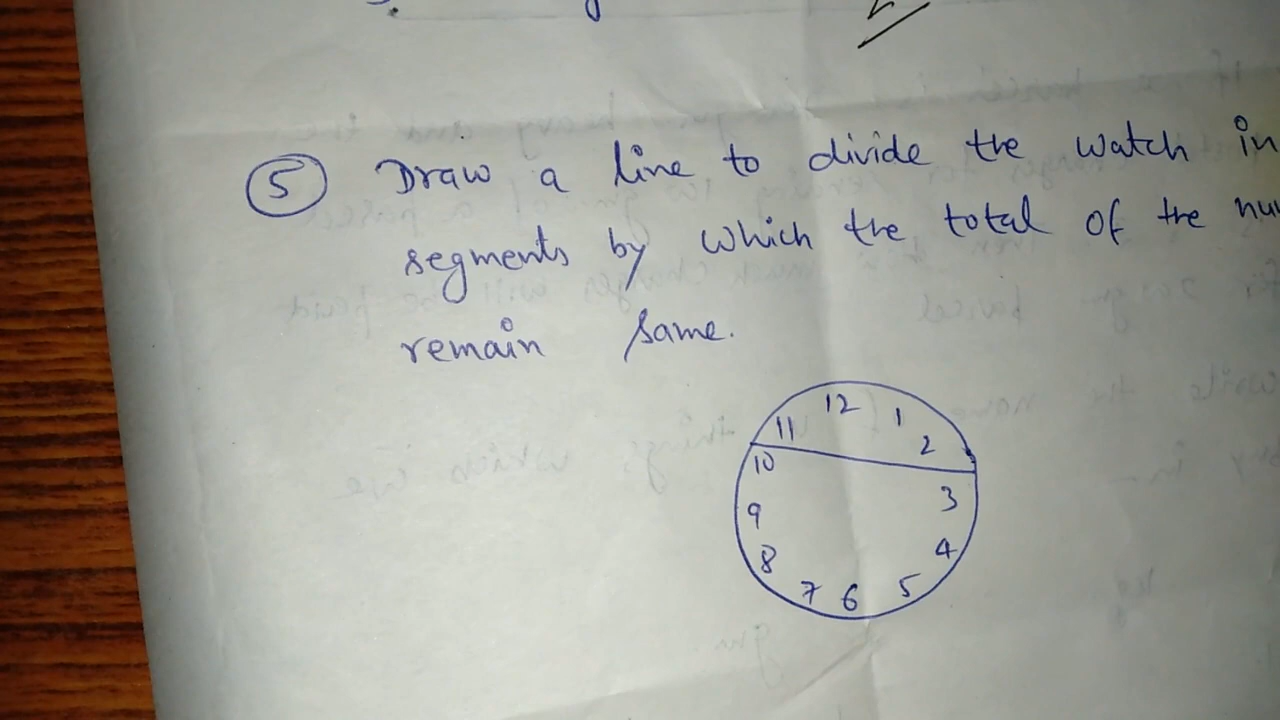 5 Draw a line to divide the watch in
segments by which the total of the
remain same.
12
11 1
2
10
3
9
4
8
7 6 5